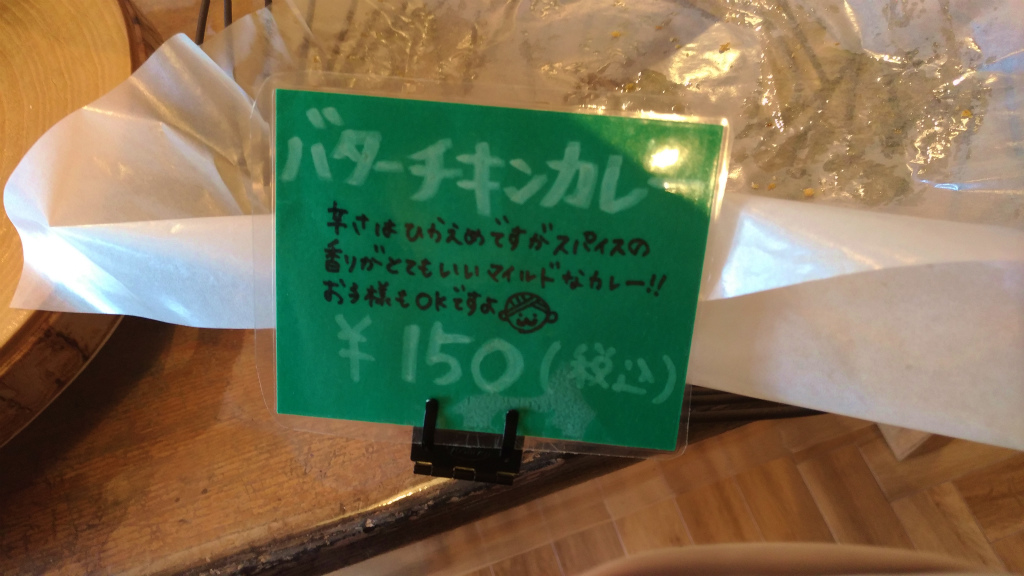 バターチキンカレー
辛さはひかえめですがスパイスの
香りがとてもいいマイルドなカレー!!
お子様もOKですよ
¥150(税込)